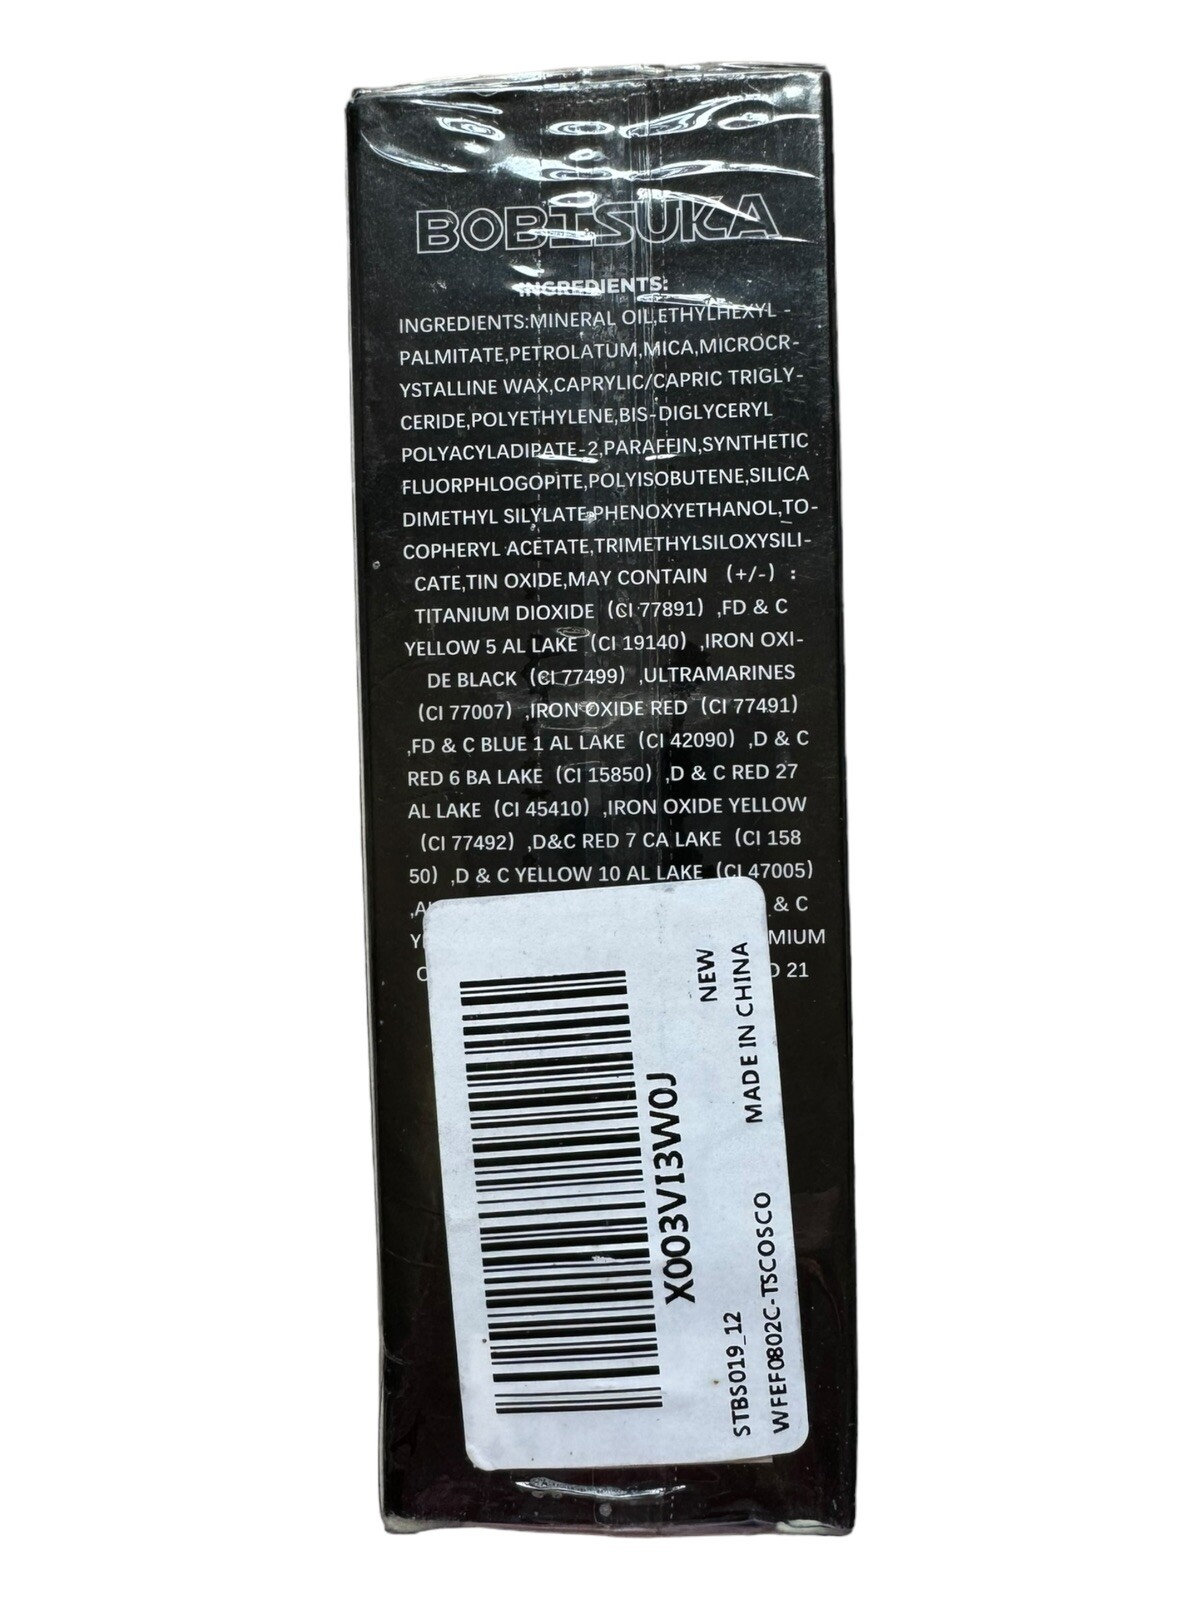 BOBISUKA
INGREDIENTS:
INGREDIENTS:MINERAL OIL,ETHYLHEXYL-
PALMITATE,PETROLATUM,MICA,MICROCR-
YSTALLINE WAX,CAPRYLIC/CAPRIC TRIGLY-
CERIDE,POLYETHYLENE,BIS-DIGLYCERYL
POLYACYLADIPATE-2,PARAFFIN,SYNTHETIC
FLUORPHLOGOPITE,POLYISOBUTENE,SILICA
DIMETHYL SILYLATE,PHENOXYETHANOL,TO-
COPHERYL ACETATE,TRIMETHYLSILOXYSILI-
CATE,TIN OXIDE,MAY CONTAIN (+/-) :
TITANIUM DIOXIDE (CI 77891) ,FD & C
YELLOW 5 AL LAKE (CI 19140) ,IRON OXI-
DE BLACK (CI 77499) ,ULTRAMARINES
(CI 77007) ,IRON OXIDE RED (CI 77491)
,FD & C BLUE 1 AL LAKE (CI 42090) ,D & C
RED 6 BA LAKE (CI 15850) ,D & C RED 27
AL LAKE (CI 45410) ,IRON OXIDE YELLOW
(CI 77492) ,D&C RED 7 CA LAKE (CI 158
50) ,D & C YELLOW 10 AL LAKE (CI 47005)
& C
21
X003VI3W0J
NEW
MADE IN CHINA
STBS019_12
WFEF0802C-TSCOSCO